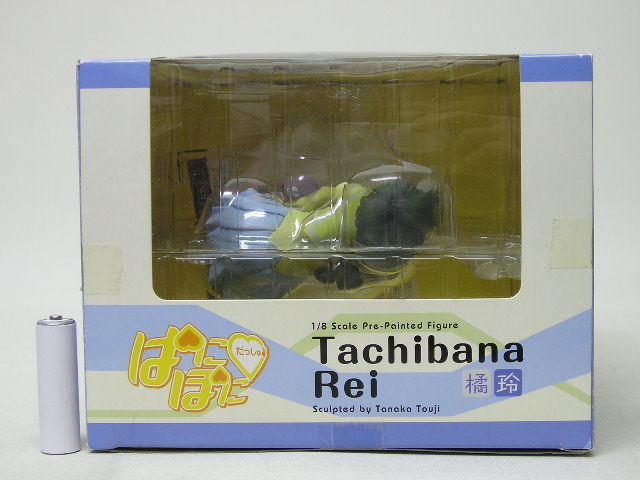 1/8 Scale Pre-Painted Figure
ぱにぽに
だっしゅ!
Tachibana
Rei 橘 玲
Sculpted by Tanaka Touji